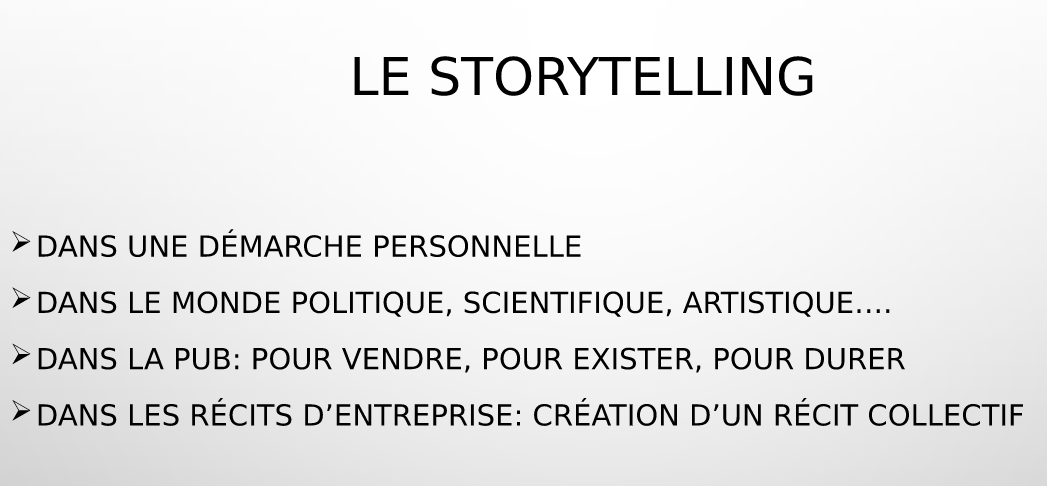 LE STORYTELLING
➢ DANS UNE DÉMARCHE PERSONNELLE
➢ DANS LE MONDE POLITIQUE, SCIENTIFIQUE, ARTISTIQUE....
➢ DANS LA PUB: POUR VENDRE, POUR EXISTER, POUR DURER
➢ DANS LES RÉCITS D’ENTREPRISE: CRÉATION D’UN RÉCIT COLLECTIF